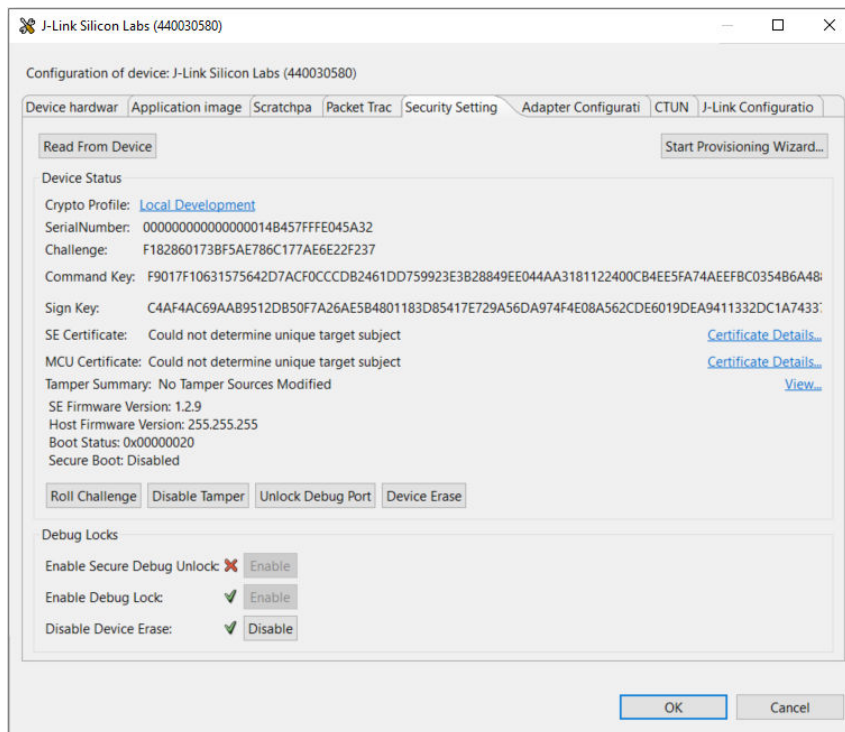 J-Link Silicon Labs (440030580)
Configuration of device: J-Link Silicon Labs (440030580)
Device hardwar Application image Scratchpa Packet Trac Security Setting Adapter Configurati CTUN J-Link Configuratio
Read From Device Start Provisioning Wizard...
Device Status
Crypto Profile: Local Development
SerialNumber: 000000000000000014B457FFFE045A32
Challenge: F182860173BF5AE786C177AE6E22F237
Command Key: F9017F10631575642D7ACF0CCCDB2461DD759923E3B28849EE044AA3181122400CB4EE5FA74AEEFBC0354B6A48
Sign Key: C4AF4AC69AAB9512DB50F7A26AE5B4801183D85417E729A56DA974F4E08A562CDE6019DEA9411332DC1A7433
SE Certificate: Could not determine unique target subject Certificate Details...
MCU Certificate: Could not determine unique target subject Certificate Details...
Tamper Summary: No Tamper Sources Modified View...
SE Firmware Version: 1.2.9
Host Firmware Version: 255.255.255
Boot Status: 0x00000020
Secure Boot: Disabled
Roll Challenge Disable Tamper Unlock Debug Port Device Erase
Debug Locks
Enable Secure Debug Unlock: Enable
Enable Debug Lock: Enable
Disable Device Erase: Disable
OK Cancel